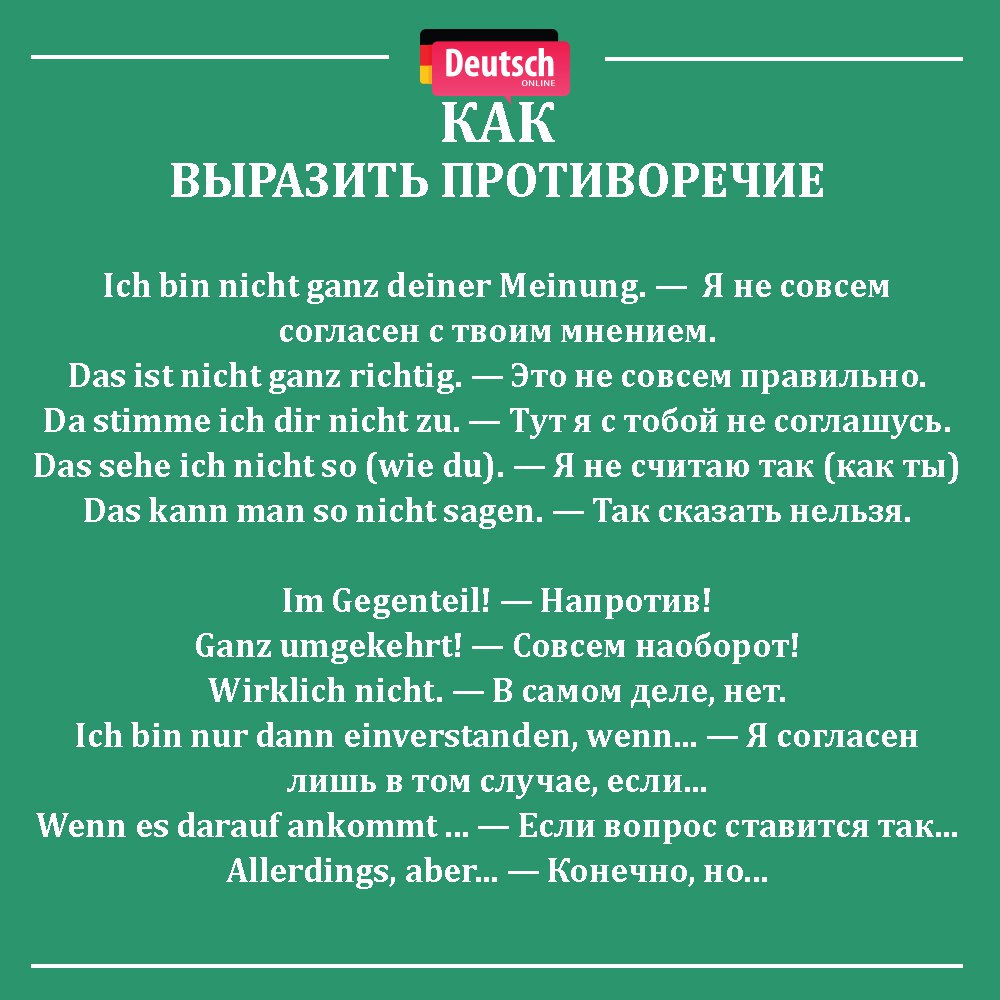 Deutsch
ONLINE
КАК
ВЫРАЗИТЬ ПРОТИВОРЕЧИЕ
Ich bin nicht ganz deiner Meinung. — Я не совсем
согласен с твоим мнением.
Das ist nicht ganz richtig. — Это не совсем правильно.
Da stimme ich dir nicht zu. — Тут я с тобой не соглашусь.
Das sehe ich nicht so (wie du). — Я не считаю так (как ты)
Das kann man so nicht sagen. — Так сказать нельзя.
Im Gegenteil! — Напротив!
Ganz umgekehrt! — Совсем наоборот!
Wirklich nicht. — В самом деле, нет.
Ich bin nur dann einverstanden, wenn... — Я согласен
лишь в том случае, если...
Wenn es darauf ankommt ... — Если вопрос ставится так...
Allerdings, aber... — Конечно, но...